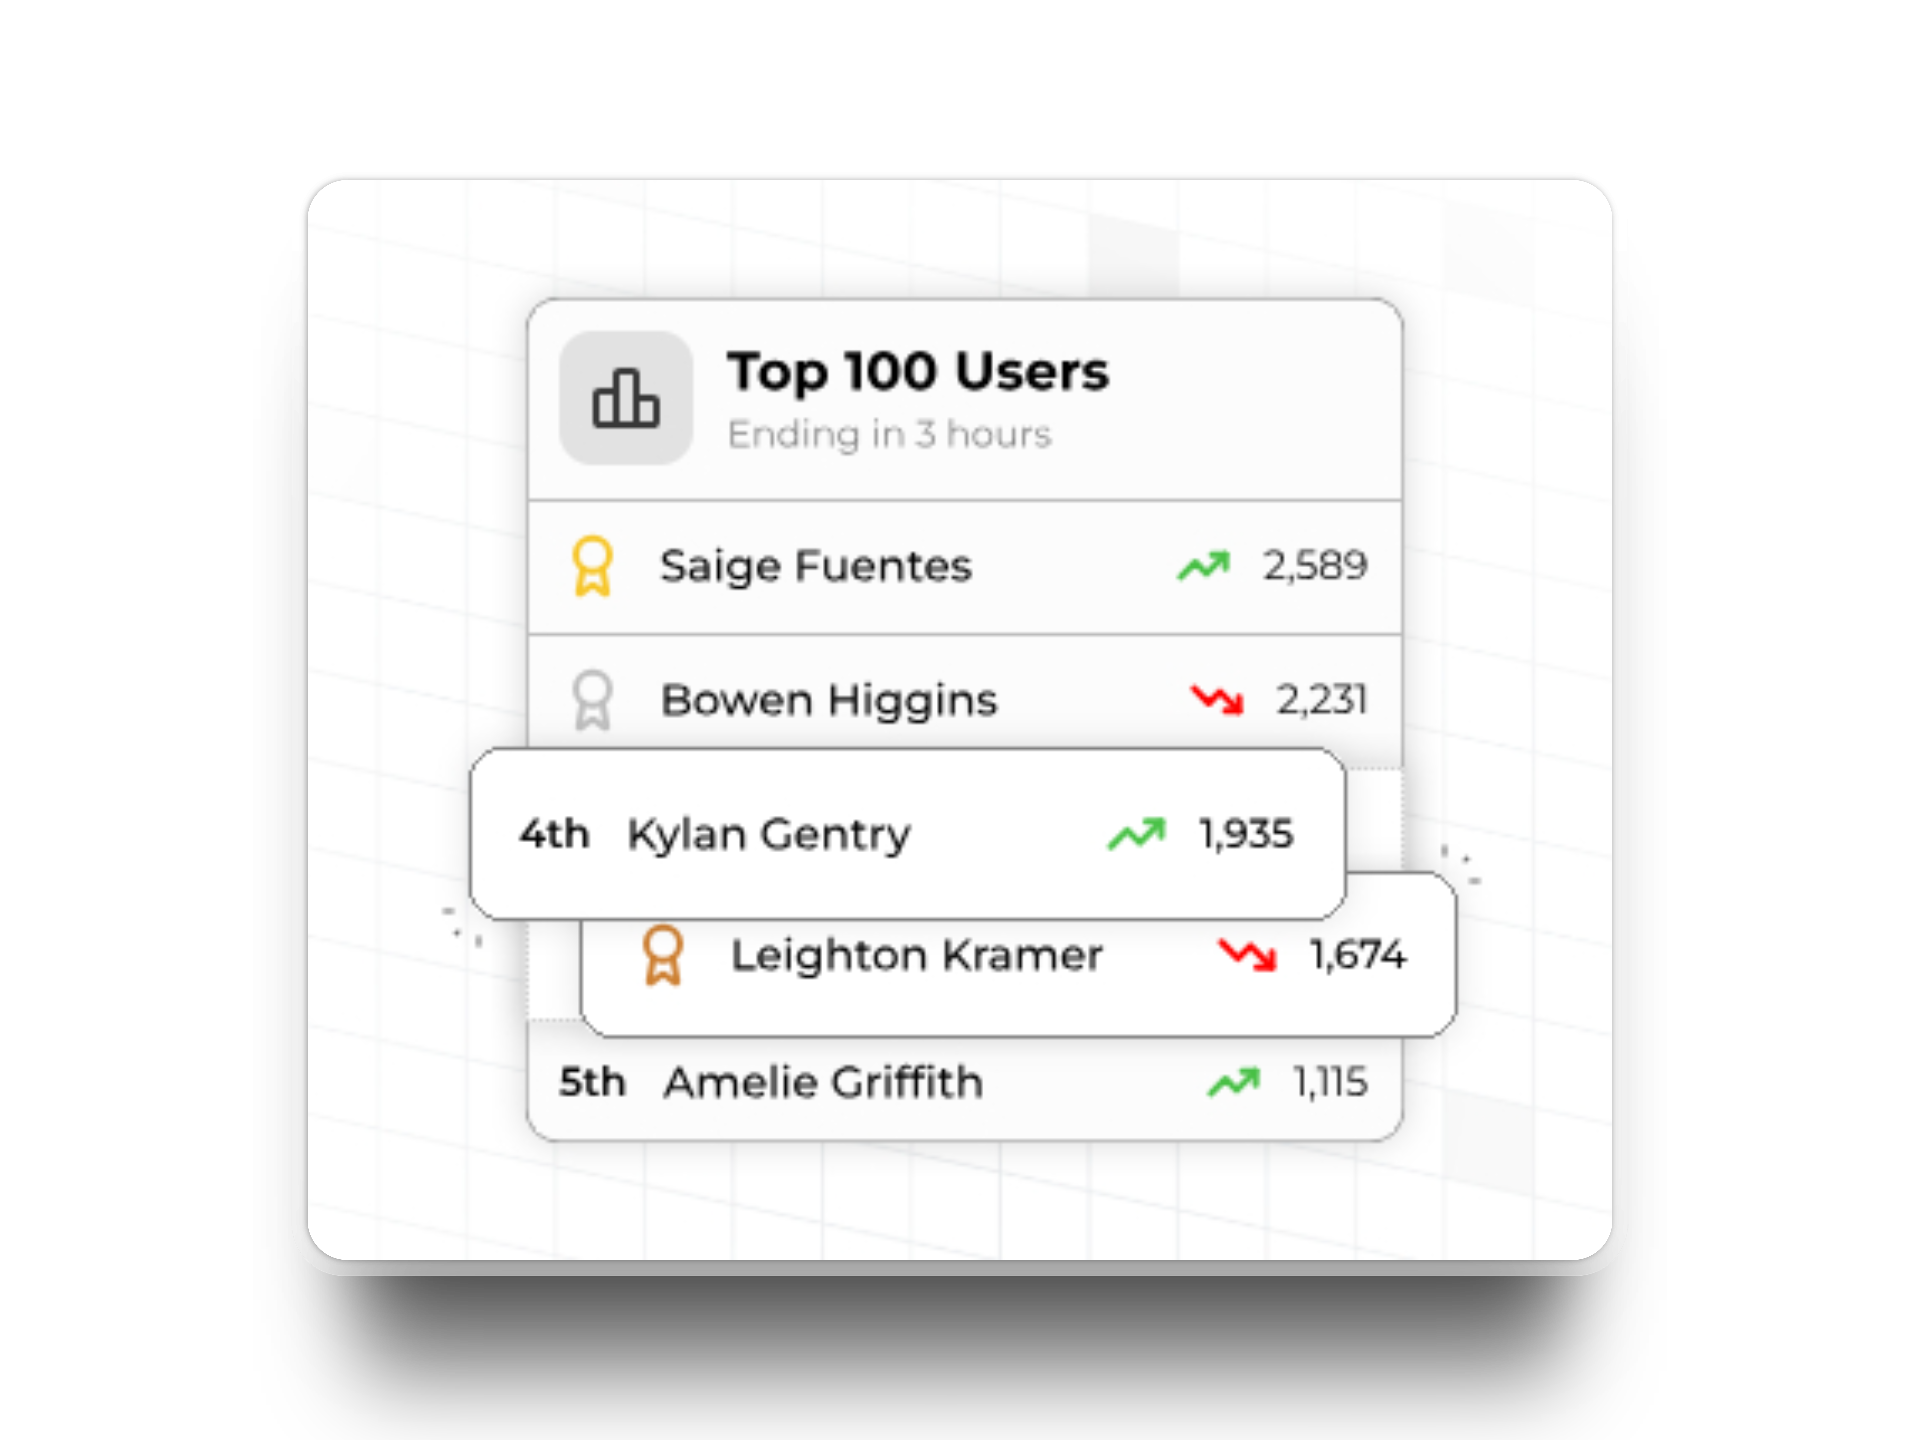 Top 100 Users
Ending in 3 hours
Saige Fuentes 2,589
Bowen Higgins 2,231
4th Kylan Gentry 1,935
Leighton Kramer 1,674
5th Amelie Griffith 1,115